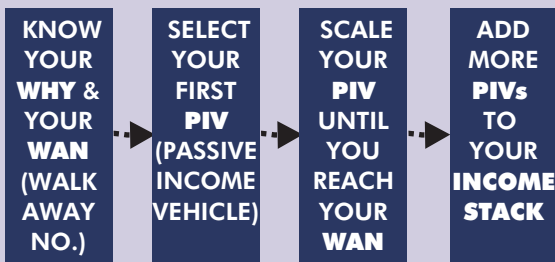 KNOW
YOUR
WHY &
YOUR
WAN
(WALK
AWAY
NO.)
SELECT
YOUR
FIRST
PIV
(PASSIVE
INCOME
VEHICLE)
SCALE
YOUR
PIV
UNTIL
YOU
REACH
YOUR
WAN
ADD
MORE
PIVs
TO
YOUR
INCOME
STACK